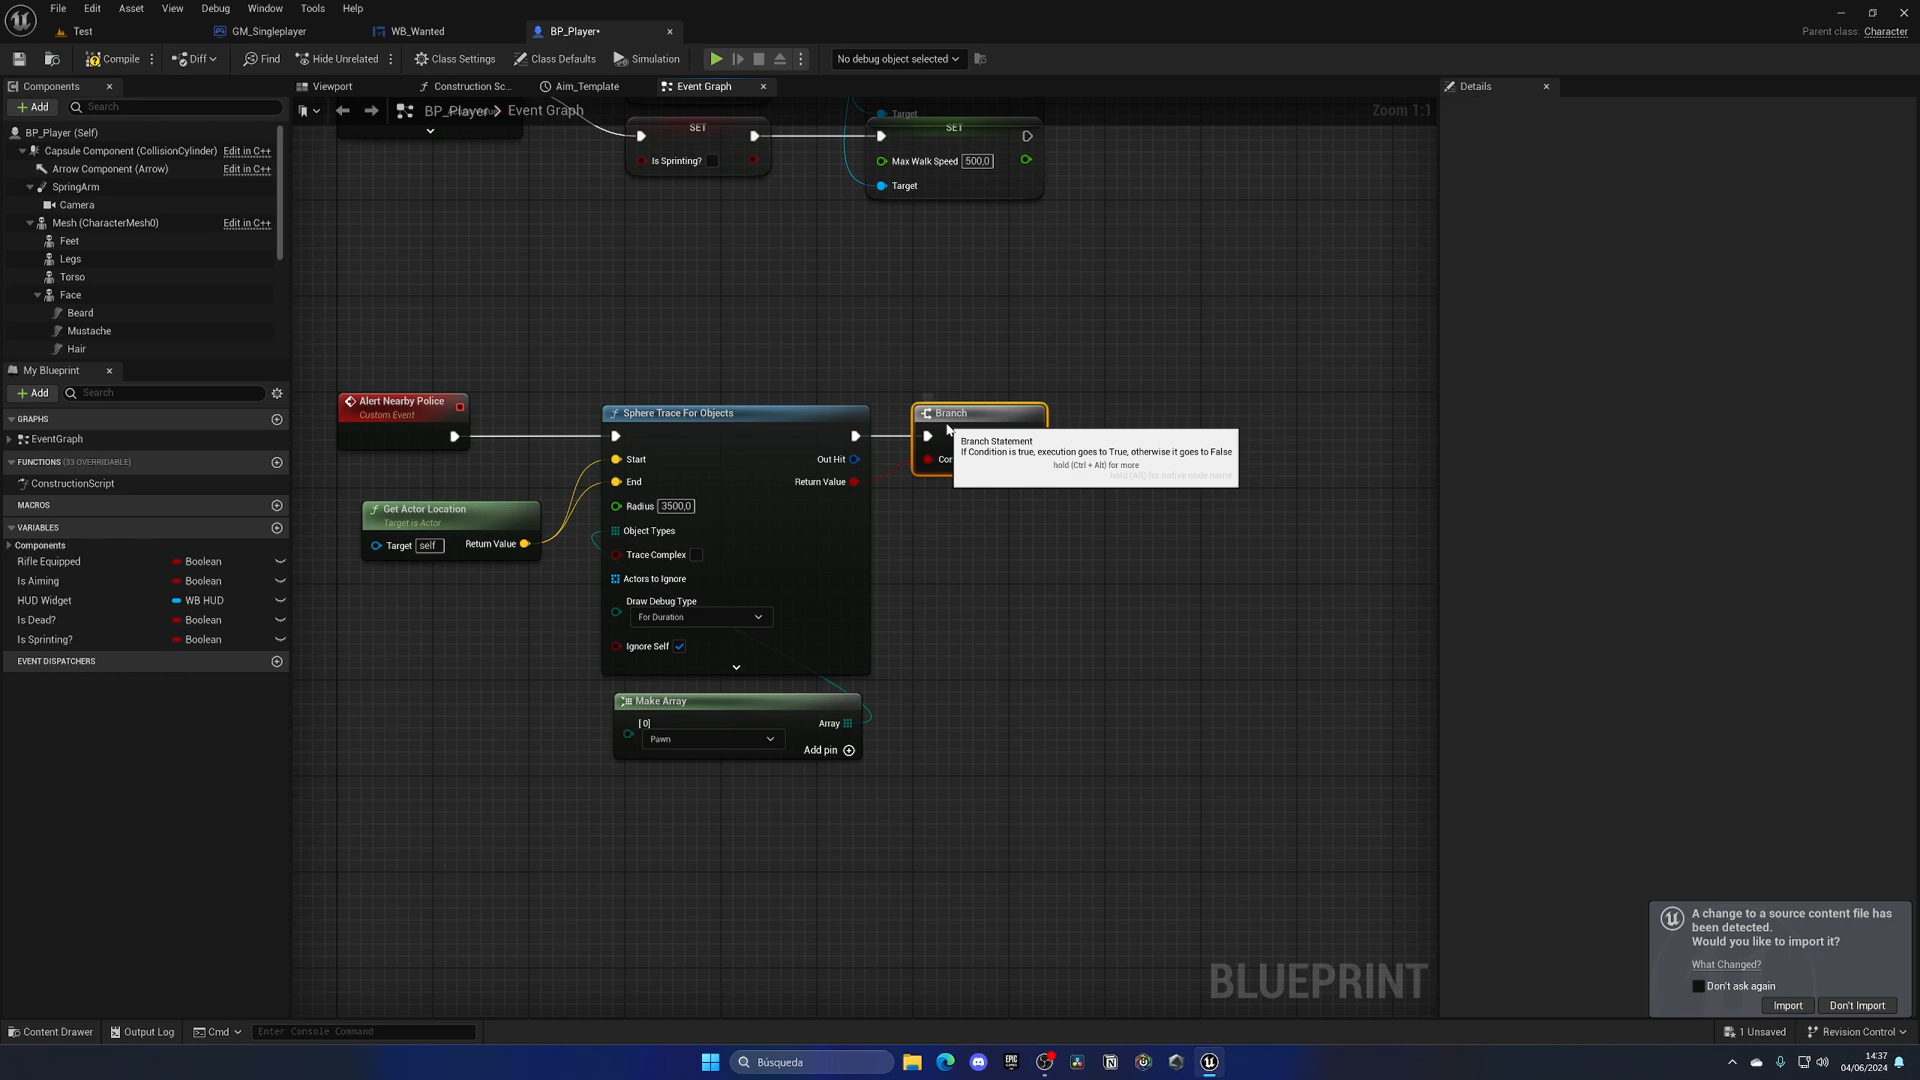 File Edit Asset View Debug Window Tools Help
Test GM_Singleplayer WB_Wanted BP_Player•
Parent class: Character
Compile Diff Find Hide Unrelated Class Settings Class Defaults Simulation No debug object selected
Components Viewport Construction Sc... Aim_Template Event Graph Details
Add Search
BP_Player > Event Graph
Zoom 1:1
BP_Player (Self)
Capsule Component (CollisionCylinder) Edit in C++
Arrow Component (Arrow) Edit in C++
SpringArm
Camera
Mesh (CharacterMesh0) Edit in C++
Feet
Legs
Torso
Face
Beard
Mustache
Hair
My Blueprint
Add Search
GRAPHS
EventGraph
FUNCTIONS (33 OVERRIDABLE)
ConstructionScript
MACROS
VARIABLES
Components
Rifle Equipped Boolean
Is Aiming Boolean
HUD Widget WB HUD
Is Dead? Boolean
Is Sprinting? Boolean
EVENT DISPATCHERS
Target
SET
Is Sprinting?
SET
Max Walk Speed 500,0
Target
Alert Nearby Police
Custom Event
Get Actor Location
Target is Actor
Target self Return Value
Sphere Trace For Objects
Start Out Hit
End Return Value
Radius 3500,0
Object Types
Trace Complex
Actors to Ignore
Draw Debug Type
For Duration
Ignore Self
Make Array
[ 0] Array
Pawn
Add pin
Branch
Branch Statement
If Condition is true, execution goes to True, otherwise it goes to False
hold (Ctrl + Alt) for more
hold (Alt) for native node name
BLUEPRINT
A change to a source content file has
been detected.
Would you like to import it?
What Changed?
Don't ask again
Import Don't Import
Content Drawer Output Log Cmd Enter Console Command 1 Unsaved Revision Control
Búsqueda
EPIC GAMES
14:37
04/06/2024